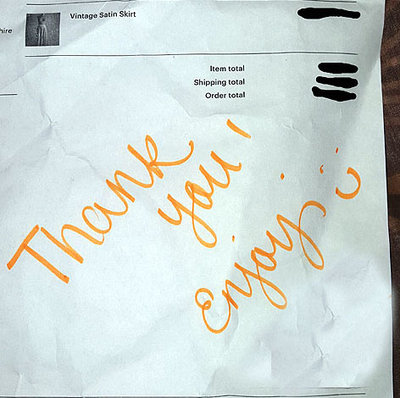 hire
Vintage Satin Skirt
Item total
Shipping total
Order total
Thank
you!
Enjoy :)